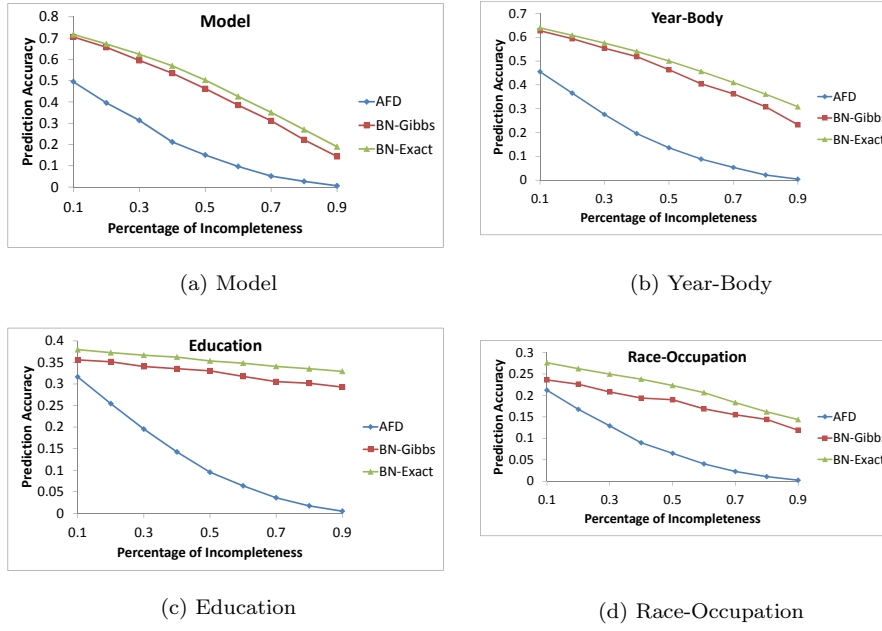 Model
Prediction Accuracy
0.8
0.7
0.6
0.5
0.4
0.3
0.2
0.1
0
0.1 0.3 0.5 0.7 0.9
Percentage of Incompleteness
AFD
BN-Gibbs
BN-Exact
(a) Model
Year-Body
Prediction Accuracy
0.7
0.6
0.5
0.4
0.3
0.2
0.1
0
0.1 0.3 0.5 0.7 0.9
Percentage of Incompleteness
AFD
BN-Gibbs
BN-Exact
(b) Year-Body
Education
Prediction Accuracy
0.4
0.35
0.3
0.25
0.2
0.15
0.1
0.05
0
0.1 0.3 0.5 0.7 0.9
Percentage of Incompleteness
AFD
BN-Gibbs
BN-Exact
(c) Education
Race-Occupation
Prediction Accuracy
0.3
0.25
0.2
0.15
0.1
0.05
0
0.1 0.3 0.5 0.7 0.9
Percentage of Incompleteness
AFD
BN-Gibbs
BN-Exact
(d) Race-Occupation